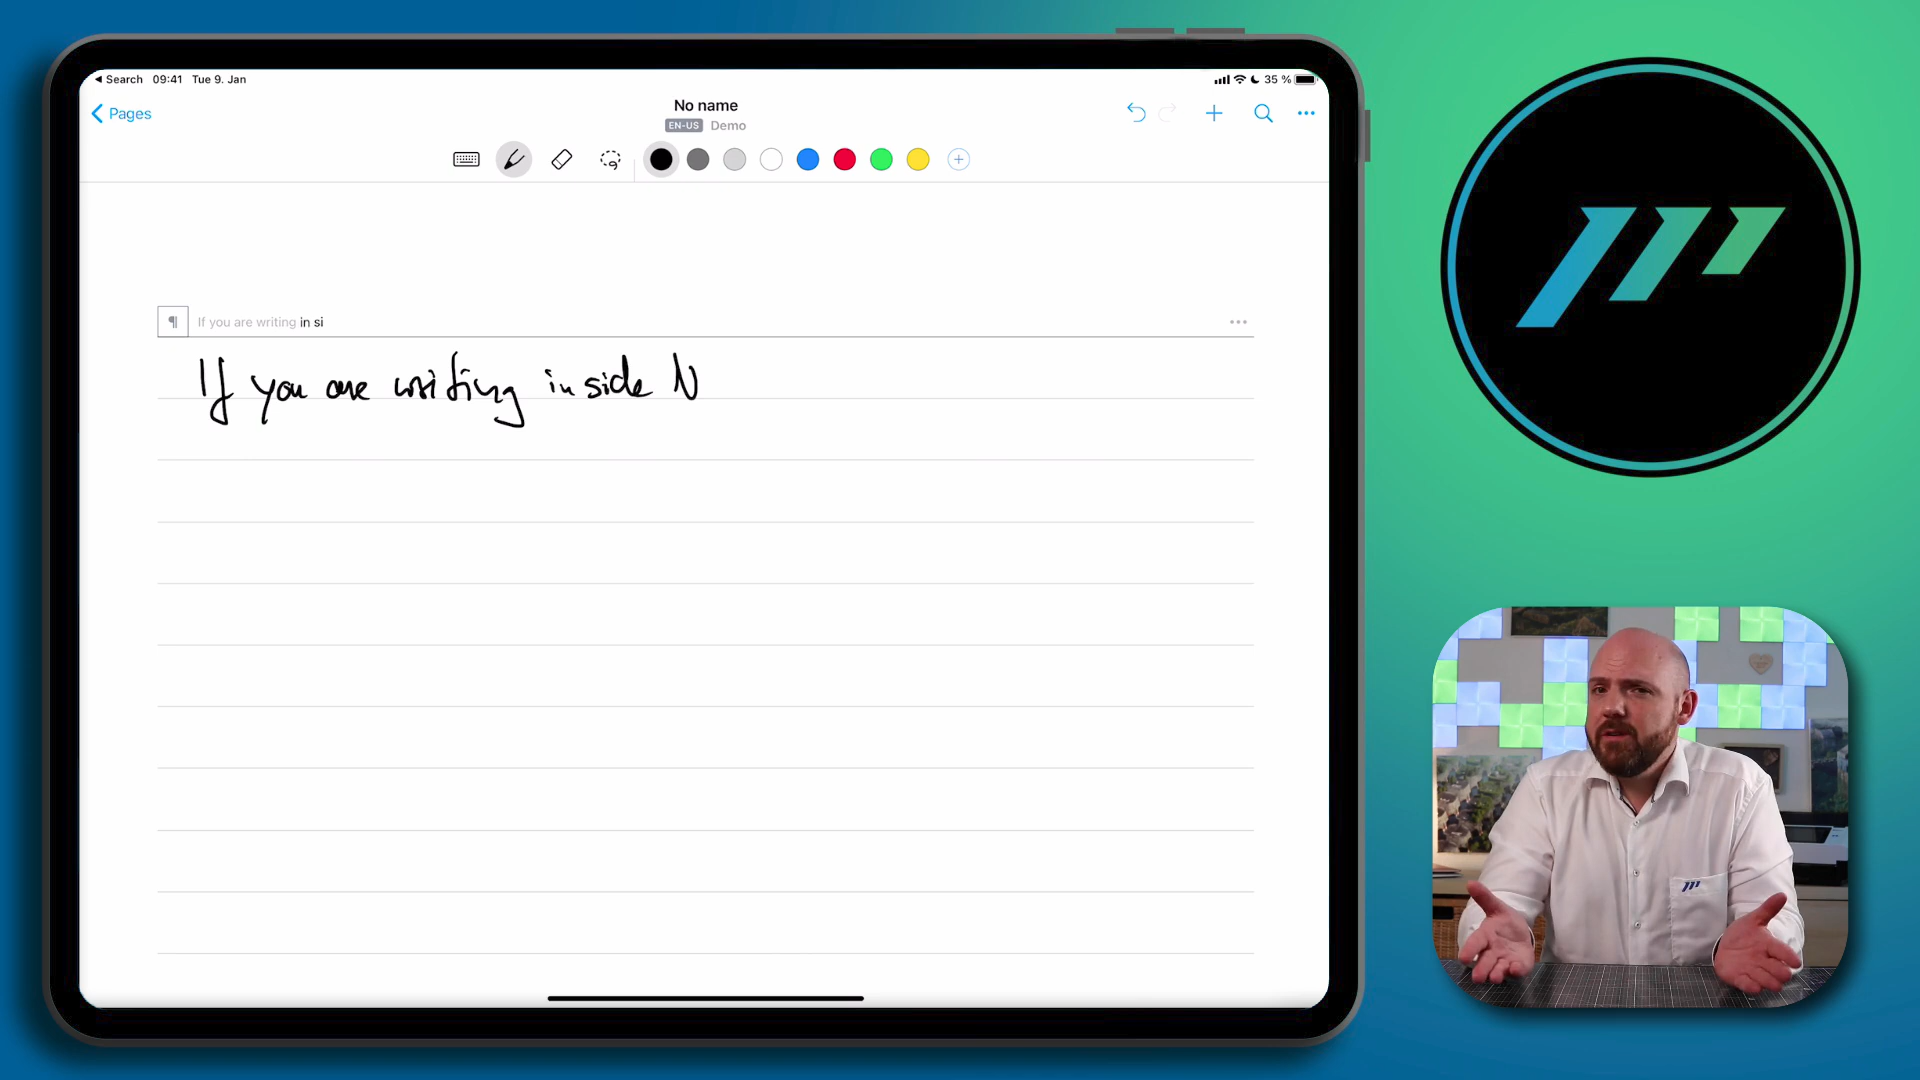 Search 09:41 Tue 9. Jan 35 %
Pages
No name
EN-US Demo
¶ If you are writing in si
If you are writing inside N